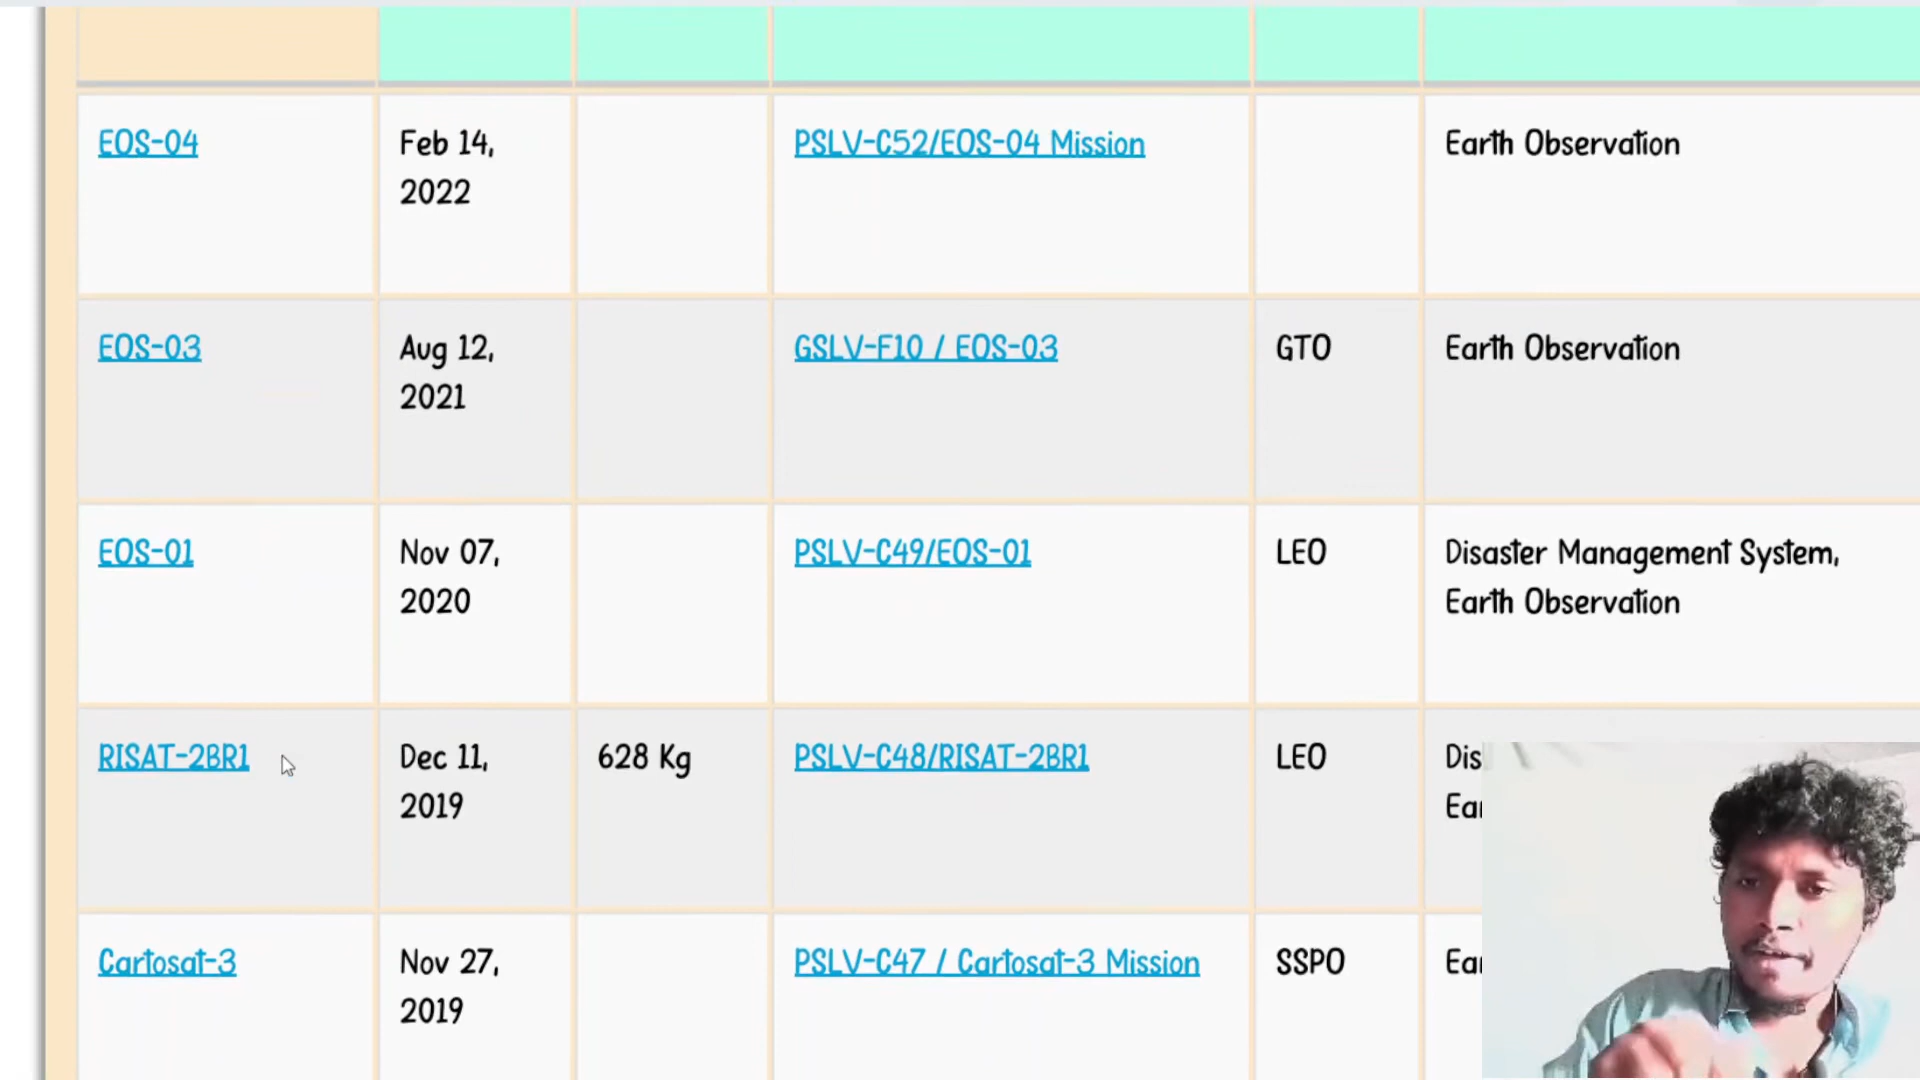 EOS-04 Feb 14, PSLV-C52/EOS-04 Mission Earth Observation
2022
EOS-03 Aug 12, GSLV-F10 / EOS-03 GTO Earth Observation
2021
EOS-01 Nov 07, PSLV-C49/EOS-01 LEO Disaster Management System,
2020 Earth Observation
RISAT-2BR1 Dec 11, 628 Kg PSLV-C48/RISAT-2BR1 LEO Dis
2019 Ear
Cartosat-3 Nov 27, PSLV-C47 / Cartosat-3 Mission SSPO Ear
2019